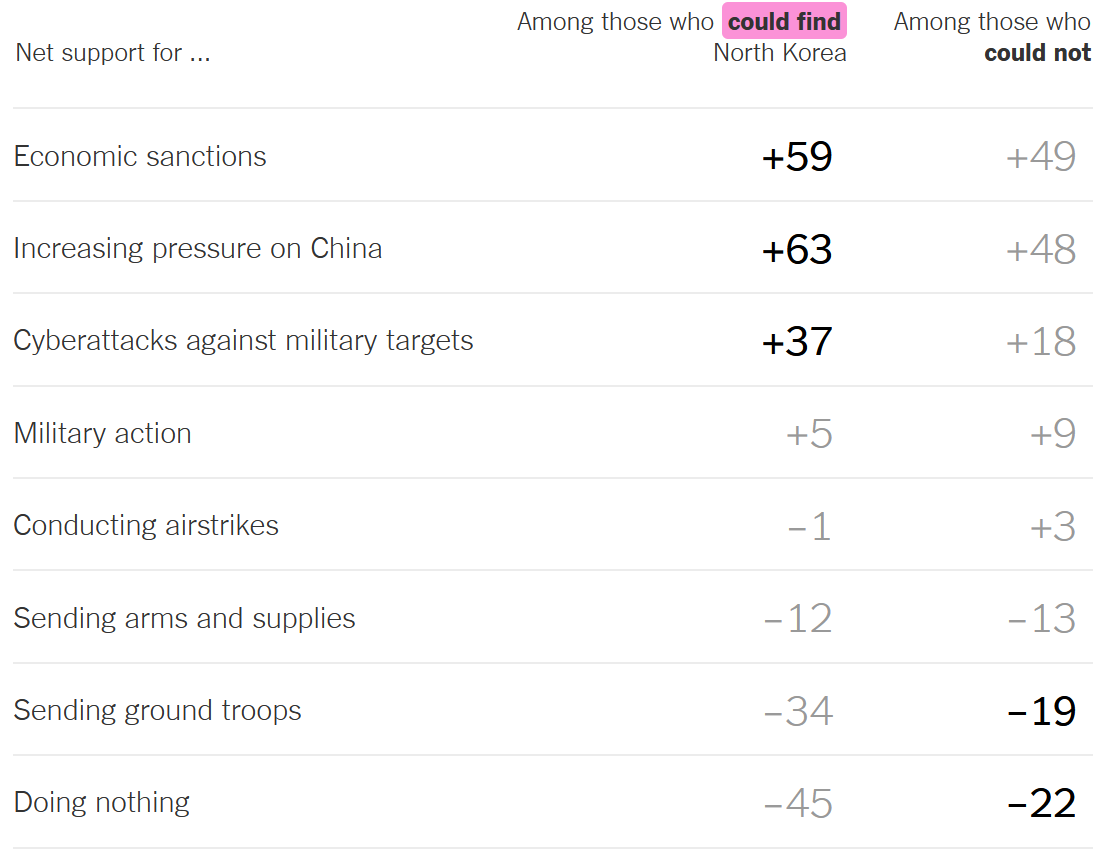 Net support for ...
Among those who could find
North Korea
Among those who
could not
Economic sanctions +59 +49
Increasing pressure on China +63 +48
Cyberattacks against military targets +37 +18
Military action +5 +9
Conducting airstrikes −1 +3
Sending arms and supplies −12 −13
Sending ground troops −34 −19
Doing nothing −45 −22